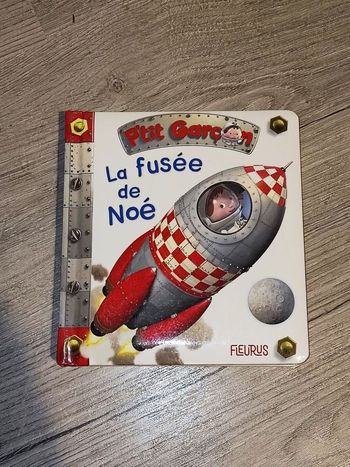 P'tit Garçon
La fusée
de
Noé
FLEURUS